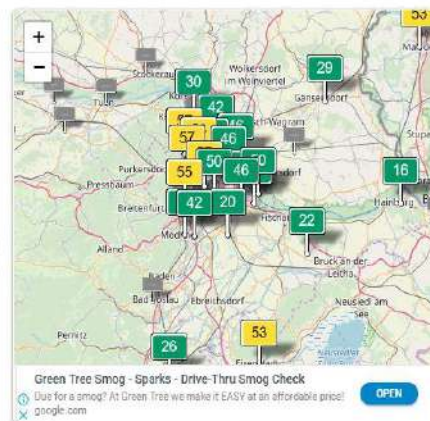 53
+
−
Wolkersdorf
im Weinviertel
29
30
Stockerau
Gänserndorf
42
46
57
46
50
50
55
46
16
Purkersdorf
Pressbaum
Hainburg
Breitenfurt
42
20
22
Alland
Bruck an der
Leitha
Baden
Bad Vöslau
Ebreichsdorf
Neusiedl am
See
Pernitz
53
26
Green Tree Smog - Sparks - Drive-Thru Smog Check
Due for a smog? At Green Tree we make it EASY at an affordable price!
google.com
OPEN